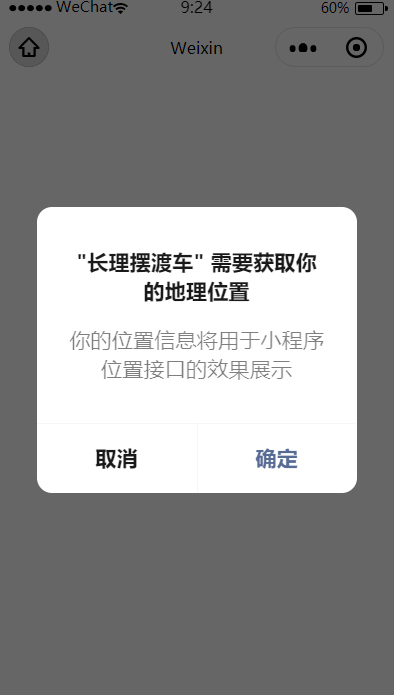 ●●●●● WeChat 9:24 60%
Weixin
"长理摆渡车" 需要获取你
的地理位置
你的位置信息将用于小程序
位置接口的效果展示
取消 确定